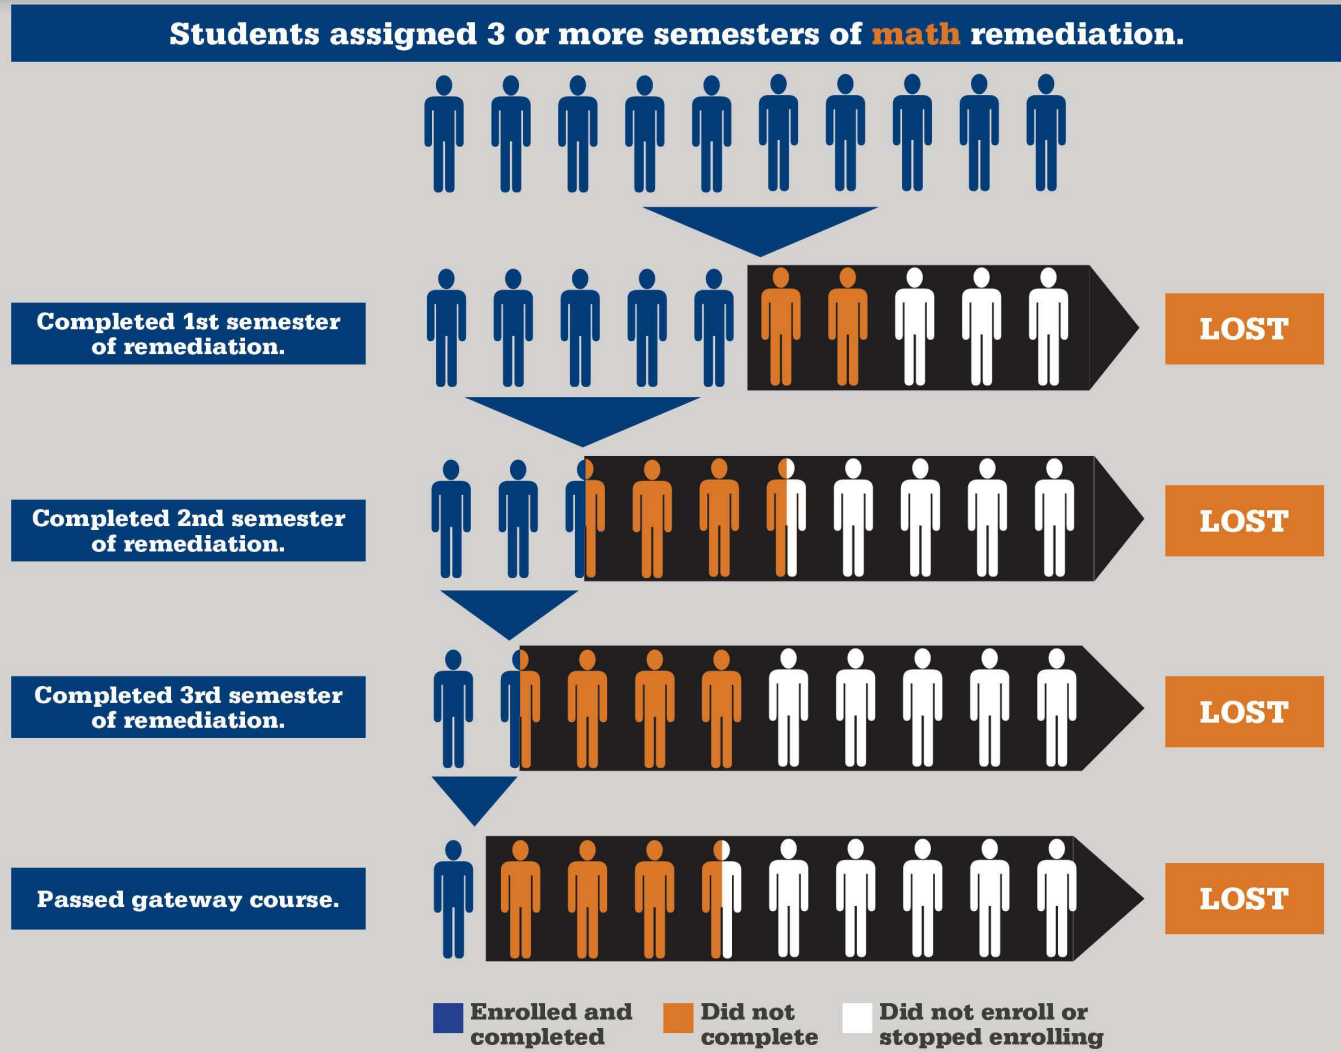 Students assigned 3 or more semesters of math remediation.
Completed 1st semester
of remediation.
LOST
Completed 2nd semester
of remediation.
LOST
Completed 3rd semester
of remediation.
LOST
Passed gateway course.
LOST
Enrolled and
completed
Did not
complete
Did not enroll or
stopped enrolling